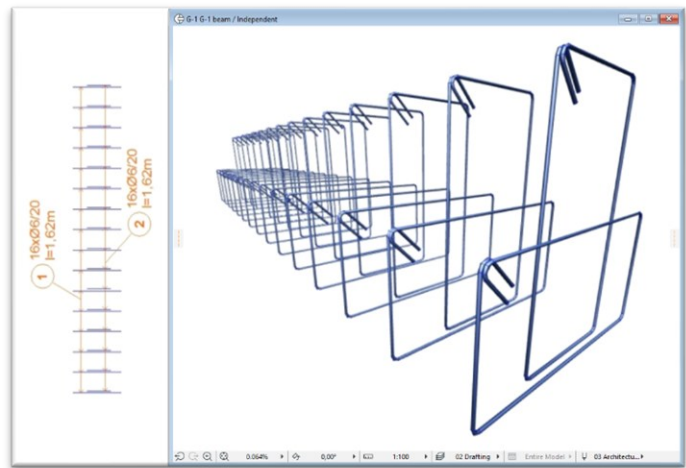 G-1 G-1 beam / Independent
16xØ6/20
l=1,62m
1
16xØ6/20
l=1,62m
2
0.064%
0,00°
1:100
02 Drafting
Entire Model
03 Architectu...